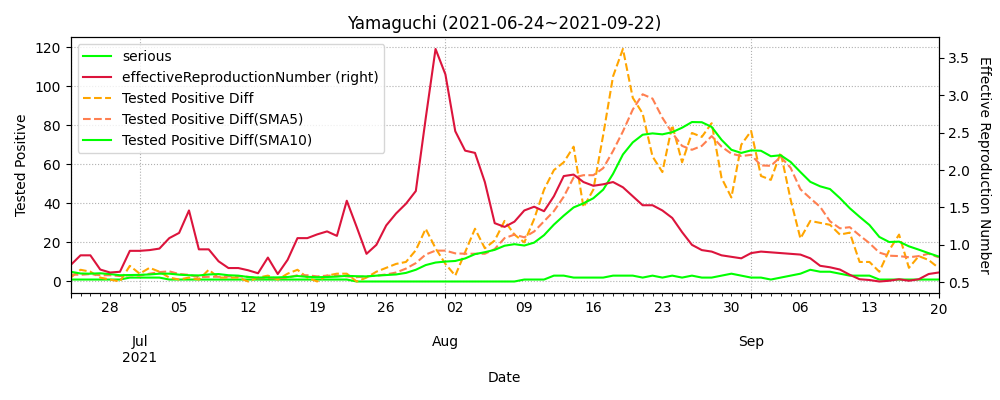 Yamaguchi (2021-06-24~2021-09-22)
serious
effectiveReproductionNumber (right)
Tested Positive Diff
Tested Positive Diff(SMA5)
Tested Positive Diff(SMA10)
Tested Positive
120
100
80
60
40
20
0
3.5
3.0
2.5
2.0
1.5
1.0
0.5
Effective Reproduction Number
28 05 12 19 26 02 09 16 23 30 06 13 20
Jul Aug Sep
2021
Date